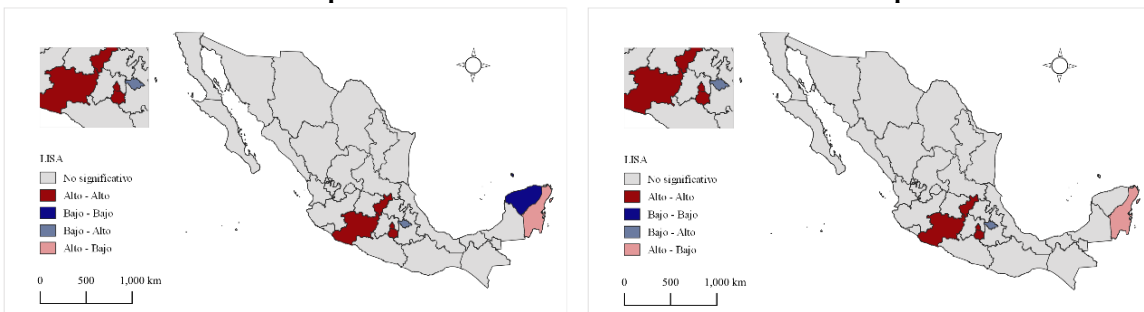 LISA
No significativo
Alto - Alto
Bajo - Bajo
Bajo - Alto
Alto - Bajo
0 500 1,000 km
LISA
No significativo
Alto - Alto
Bajo - Bajo
Bajo - Alto
Alto - Bajo
0 500 1,000 km